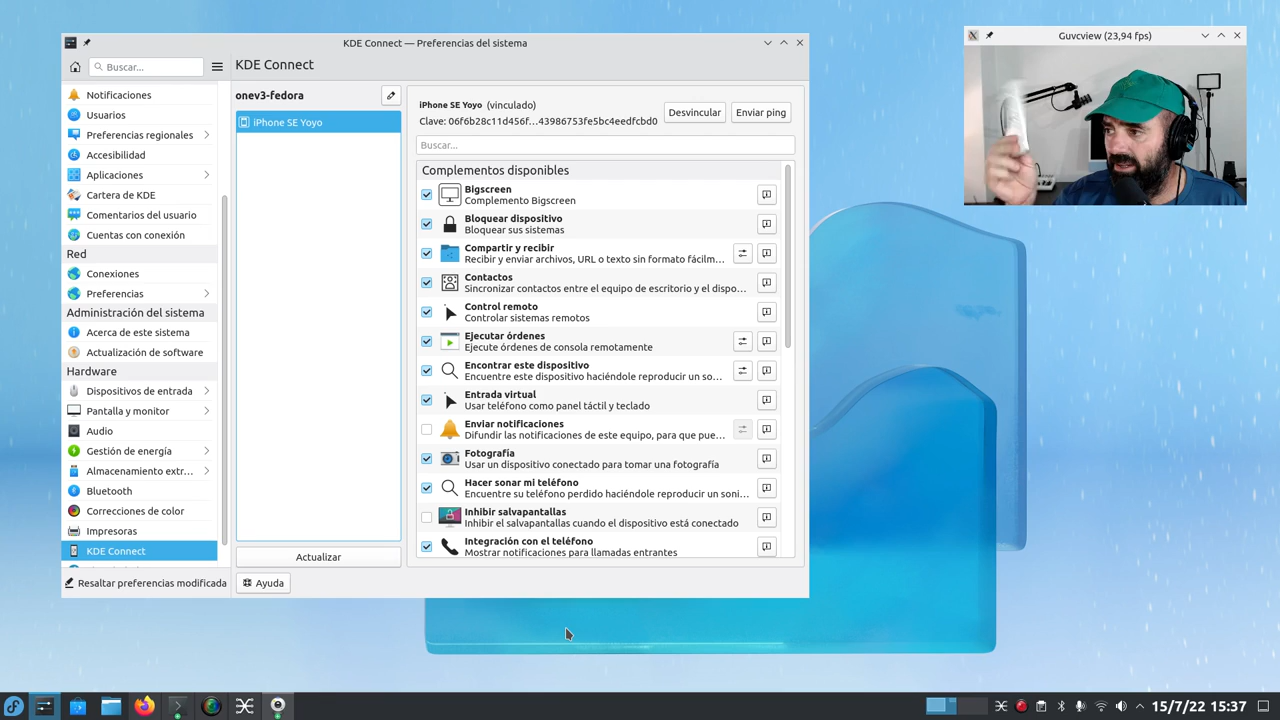 KDE Connect — Preferencias del sistema
Buscar...
KDE Connect
Notificaciones
Usuarios
Preferencias regionales
Accesibilidad
Aplicaciones
Cartera de KDE
Comentarios del usuario
Cuentas con conexión
Red
Conexiones
Preferencias
Administración del sistema
Acerca de este sistema
Actualización de software
Hardware
Dispositivos de entrada
Pantalla y monitor
Audio
Gestión de energía
Almacenamiento extr...
Bluetooth
Correcciones de color
Impresoras
KDE Connect
Resaltar preferencias modificada
onev3-fedora
iPhone SE Yoyo
Actualizar
Ayuda
iPhone SE Yoyo (vinculado)
Clave: 06f6b28c11d456f...43986753fe5bc4eedfcbd0
Desvincular
Enviar ping
Buscar...
Complementos disponibles
Bigscreen
Complemento Bigscreen
Bloquear dispositivo
Bloquear sus sistemas
Compartir y recibir
Recibir y enviar archivos, URL o texto sin formato fácilm...
Contactos
Sincronizar contactos entre el equipo de escritorio y el dispo...
Control remoto
Controlar sistemas remotos
Ejecutar órdenes
Ejecute órdenes de consola remotamente
Encontrar este dispositivo
Encuentre este dispositivo haciéndole reproducir un so...
Entrada virtual
Usar teléfono como panel táctil y teclado
Enviar notificaciones
Difundir las notificaciones de este equipo, para que pue...
Fotografía
Usar un dispositivo conectado para tomar una fotografía
Hacer sonar mi teléfono
Encuentre su teléfono perdido haciéndole reproducir un soni...
Inhibir salvapantallas
Inhibir el salvapantallas cuando el dispositivo está conectado
Integración con el teléfono
Mostrar notificaciones para llamadas entrantes
Guvcview (23,94 fps)
15/7/22 15:37